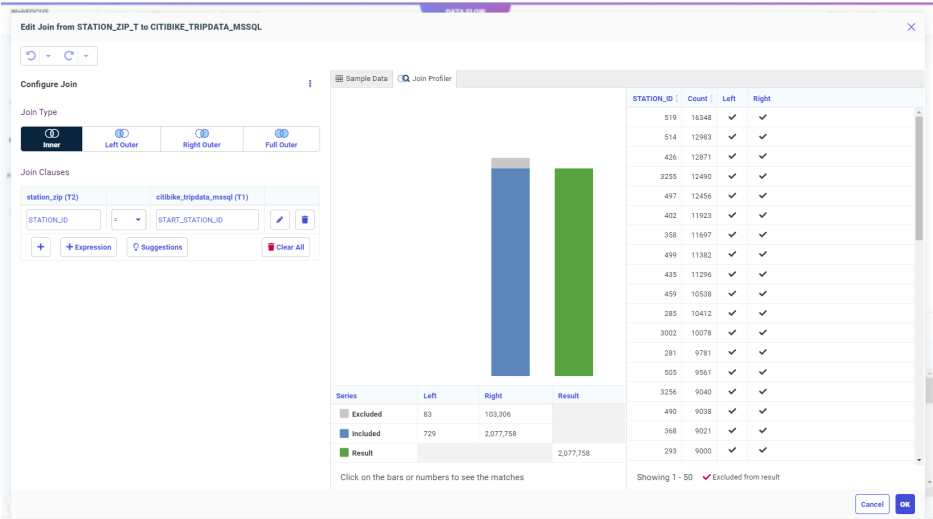 WebFOCUS
DATA FLOW
Edit Join from STATION_ZIP_T to CITIBIKE_TRIPDATA_MSSQL
Configure Join
Join Type
Inner
Left Outer
Right Outer
Full Outer
Join Clauses
station_zip (T2)
citibike_tripdata_mssql (T1)
STATION_ID
=
START_STATION_ID
+
+ Expression
Suggestions
Clear All
Sample Data
Join Profiler
Series Left Right Result
Excluded 83 103,306
Included 729 2,077,758
Result 2,077,758
Click on the bars or numbers to see the matches
STATION_ID Count Left Right
519 16348
514 12983
426 12871
3255 12490
497 12456
402 11923
358 11697
499 11382
435 11296
459 10538
285 10412
3002 10078
281 9781
505 9561
3256 9040
490 9038
368 9021
293 9000
Showing 1 - 50 Excluded from result
Cancel
OK